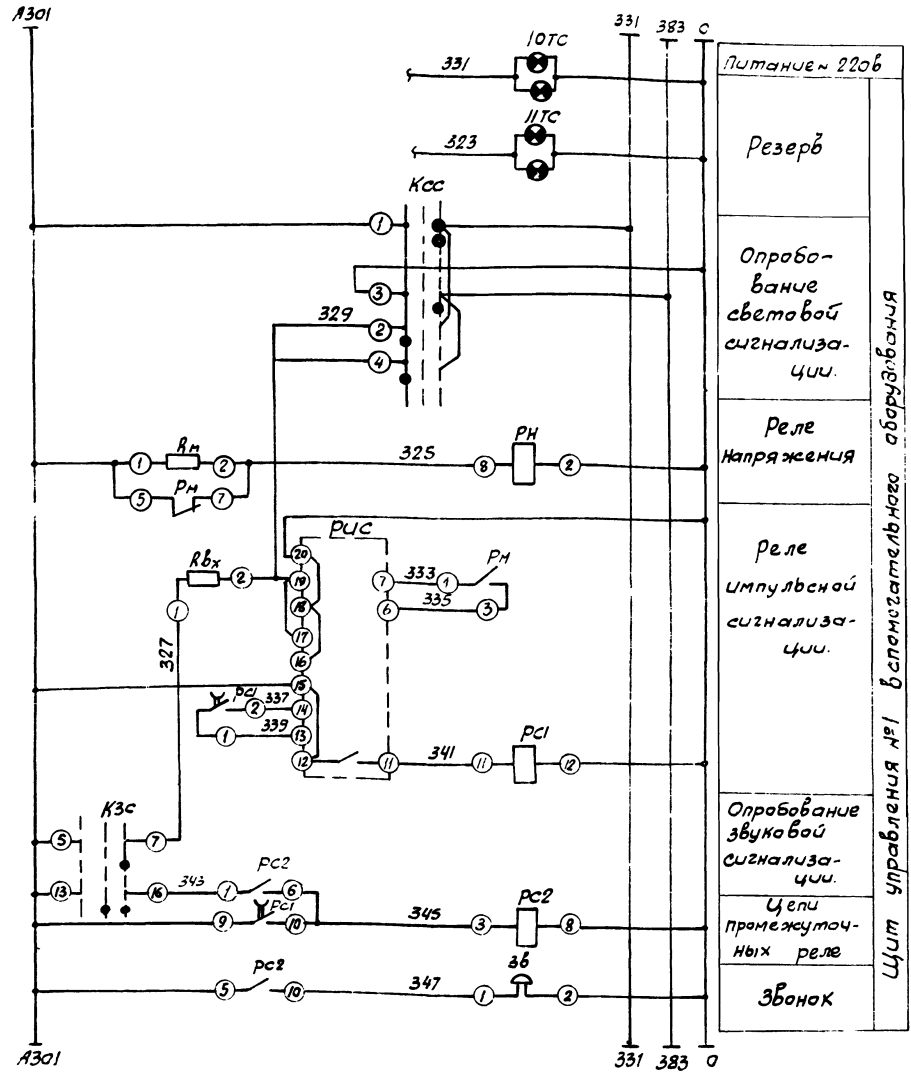 А301
331
383
С
331
10ТС
Питание ~ 220в
323
11ТС
Резерв
Ксс
1
3
329
2
4
Опробо-
вание
световой
сигнализа-
ции.
1
Rм
2
325
8
РН
2
5
Рм
7
Реле
Напряжения
РИС
20
Rвх
2
19
7
333
1
Рм
18
6
335
3
1
17
327
16
15
РС1
2
337
14
1
339
13
12
11
341
11
РС1
12
Реле
импульсной
сигнализа-
ции.
КЗс
5
7
13
16
343
1
РС2
6
Опробование
звуковой
сигнализа-
ции.
9
РС1
10
345
3
РС2
8
Цепи
промежуточ-
ных реле
5
РС2
10
347
1
Зв
2
Звонок
Щит управления №1 вспомогательного оборудования
А301
331
383
О